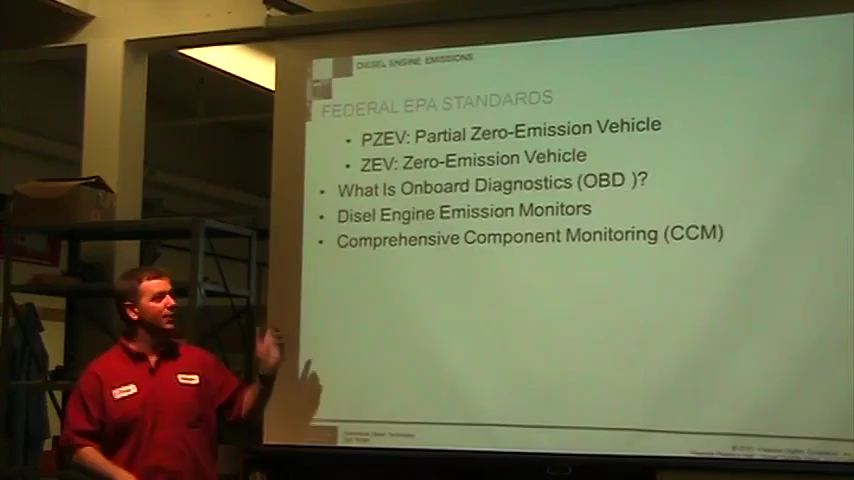 DIESEL ENGINE EMISSIONS
FEDERAL EPA STANDARDS
• PZEV: Partial Zero-Emission Vehicle
• ZEV: Zero-Emission Vehicle
• What Is Onboard Diagnostics (OBD )?
• Disel Engine Emission Monitors
• Comprehensive Component Monitoring (CCM)